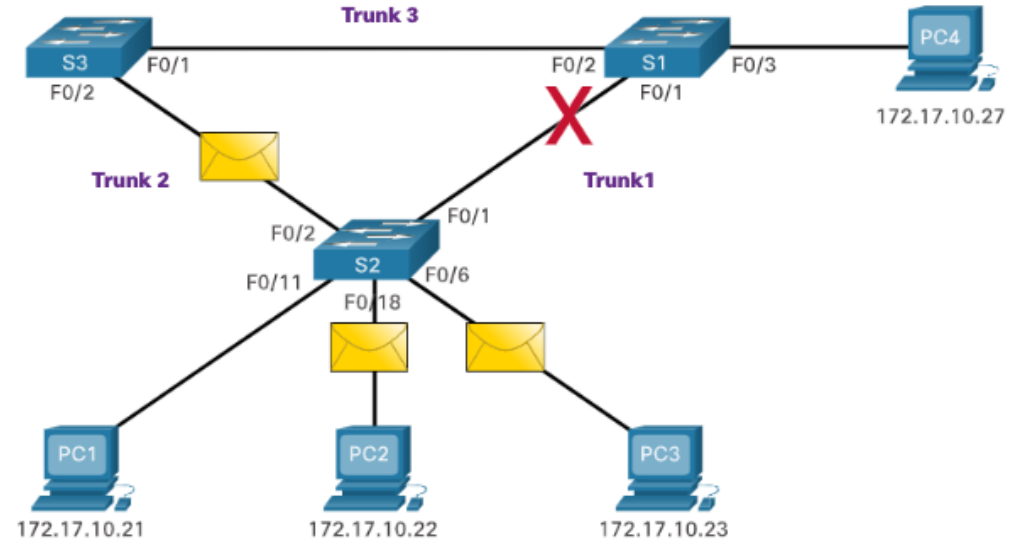 Trunk 3
PC4
S3
F0/1
F0/2
S1
F0/3
F0/2
F0/1
172.17.10.27
Trunk 2
Trunk1
F0/1
F0/2
S2
F0/6
F0/11
F0/18
PC1
PC2
PC3
172.17.10.21
172.17.10.22
172.17.10.23